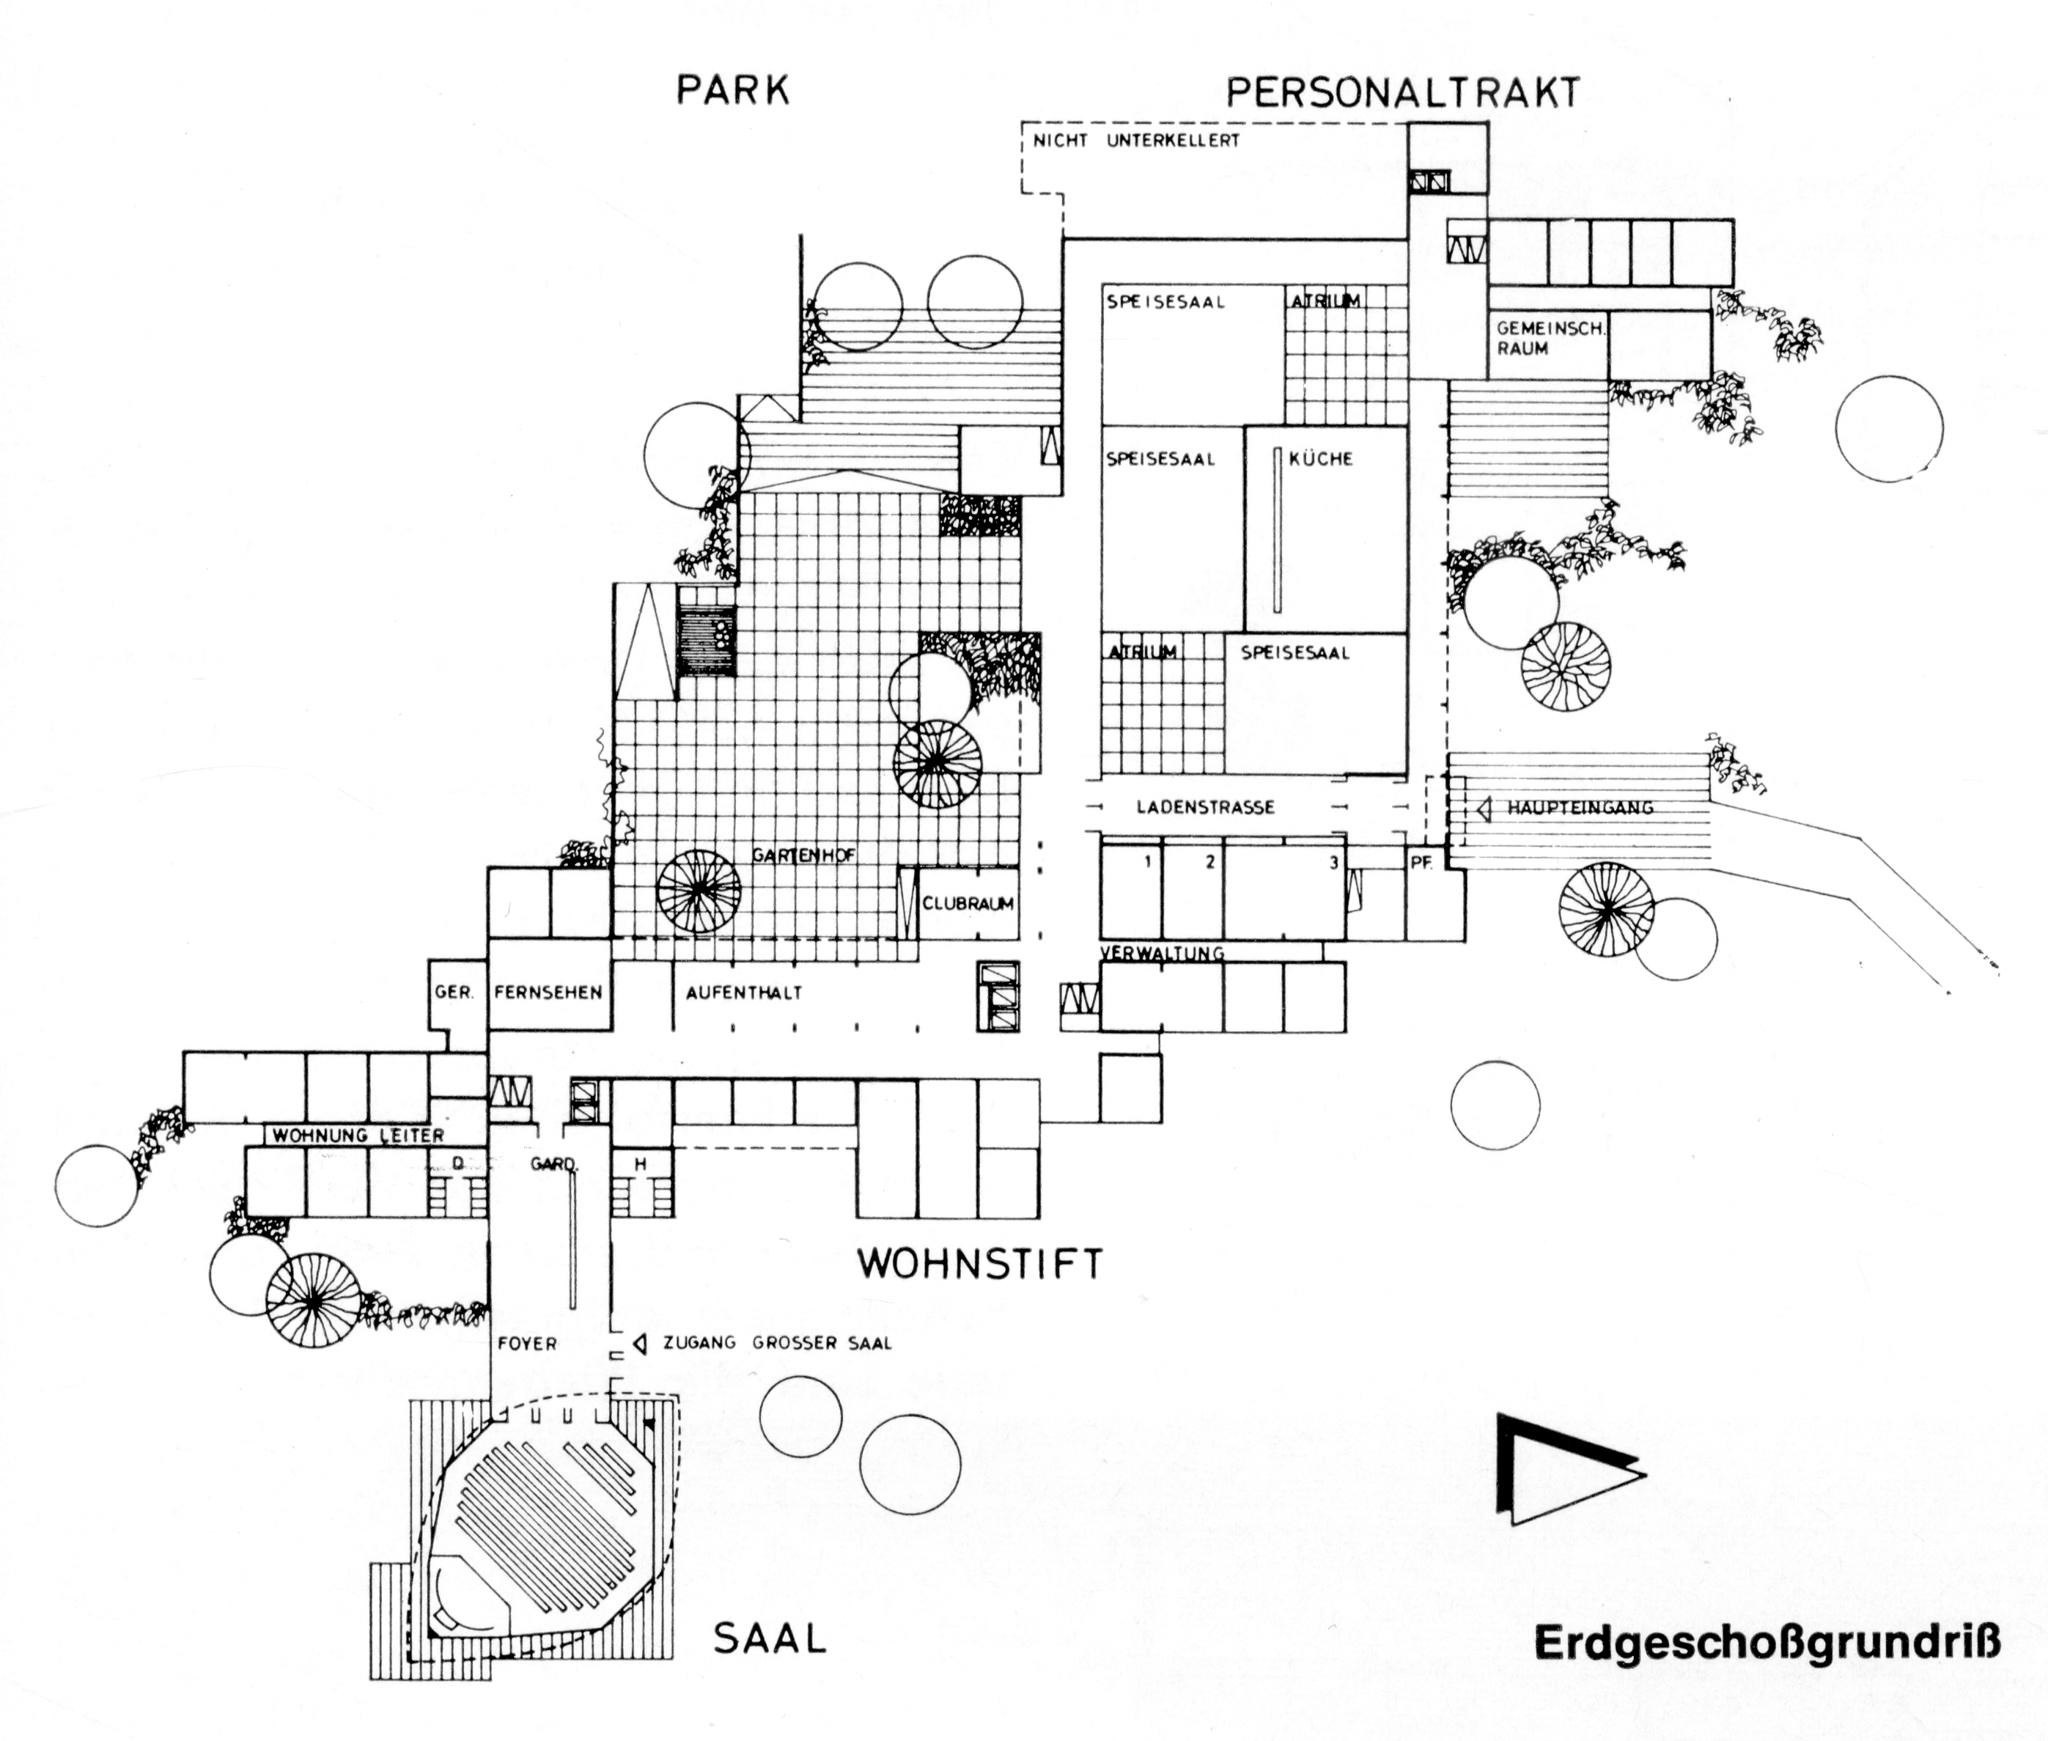 PARK
PERSONALTRAKT
NICHT UNTERKELLERT
SPEISESAAL
ATRIUM
GEMEINSCH.
RAUM
SPEISESAAL
KÜCHE
ATRIUM
SPEISESAAL
LADENSTRASSE
HAUPTEINGANG
GARTENHOF
1
2
3
PF.
CLUBRAUM
VERWALTUNG
GER.
FERNSEHEN
AUFENTHALT
WOHNUNG LEITER
D
GARD.
H
WOHNSTIFT
FOYER
ZUGANG GROSSER SAAL
SAAL
Erdgeschoßgrundriß